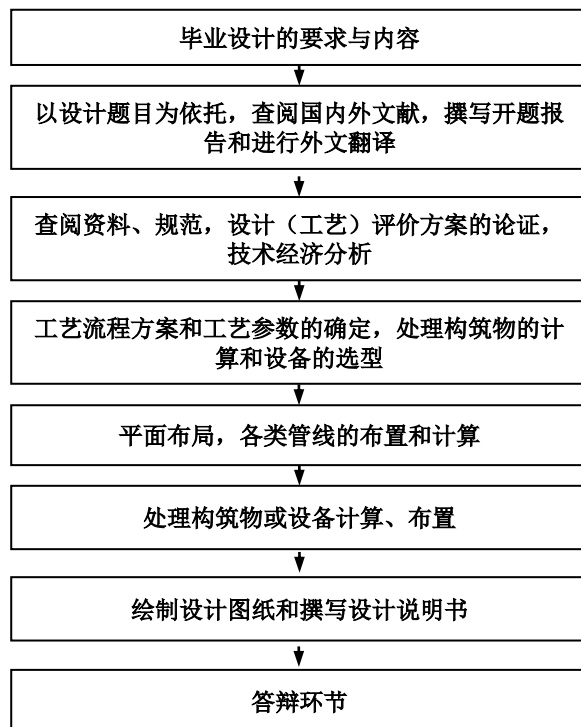 毕业设计的要求与内容
以设计题目为依托，查阅国内外文献，撰写开题报
告和进行外文翻译
查阅资料、规范，设计（工艺）评价方案的论证，
技术经济分析
工艺流程方案和工艺参数的确定，处理构筑物的计
算和设备的选型
平面布局，各类管线的布置和计算
处理构筑物或设备计算、布置
绘制设计图纸和撰写设计说明书
答辩环节